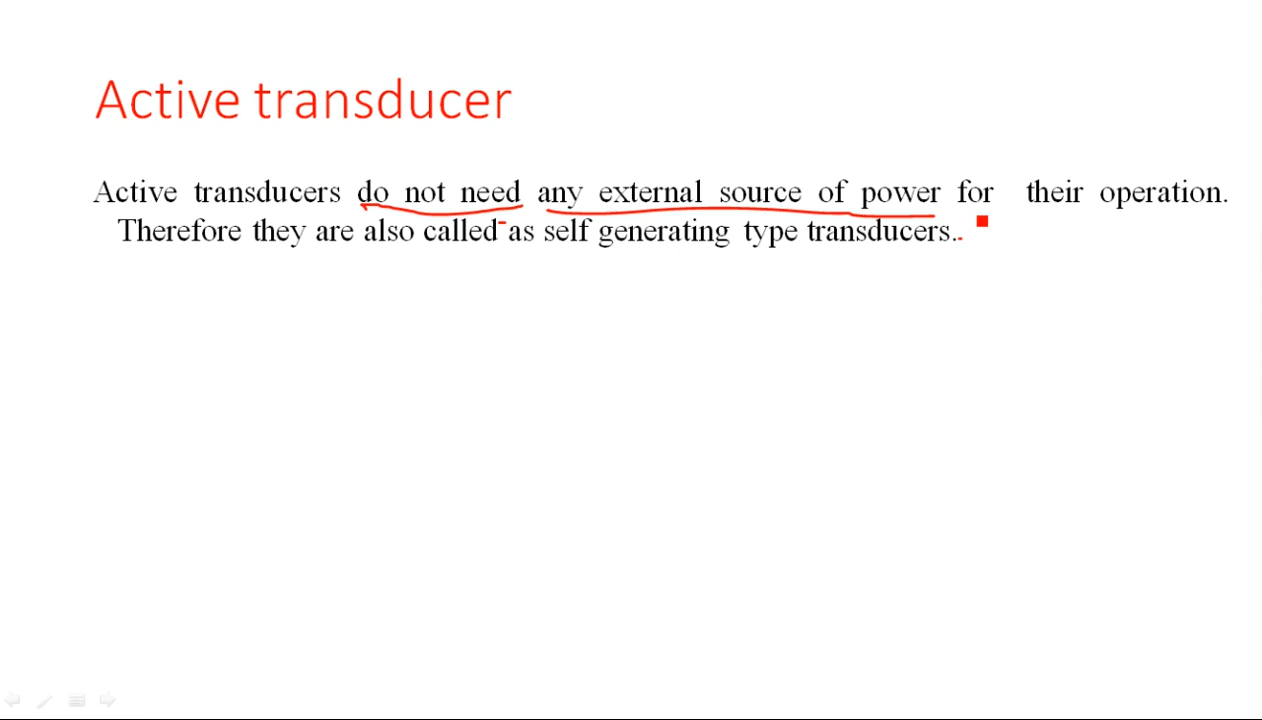 Active transducer
Active transducers do not need any external source of power for their operation.
Therefore they are also called as self generating type transducers.